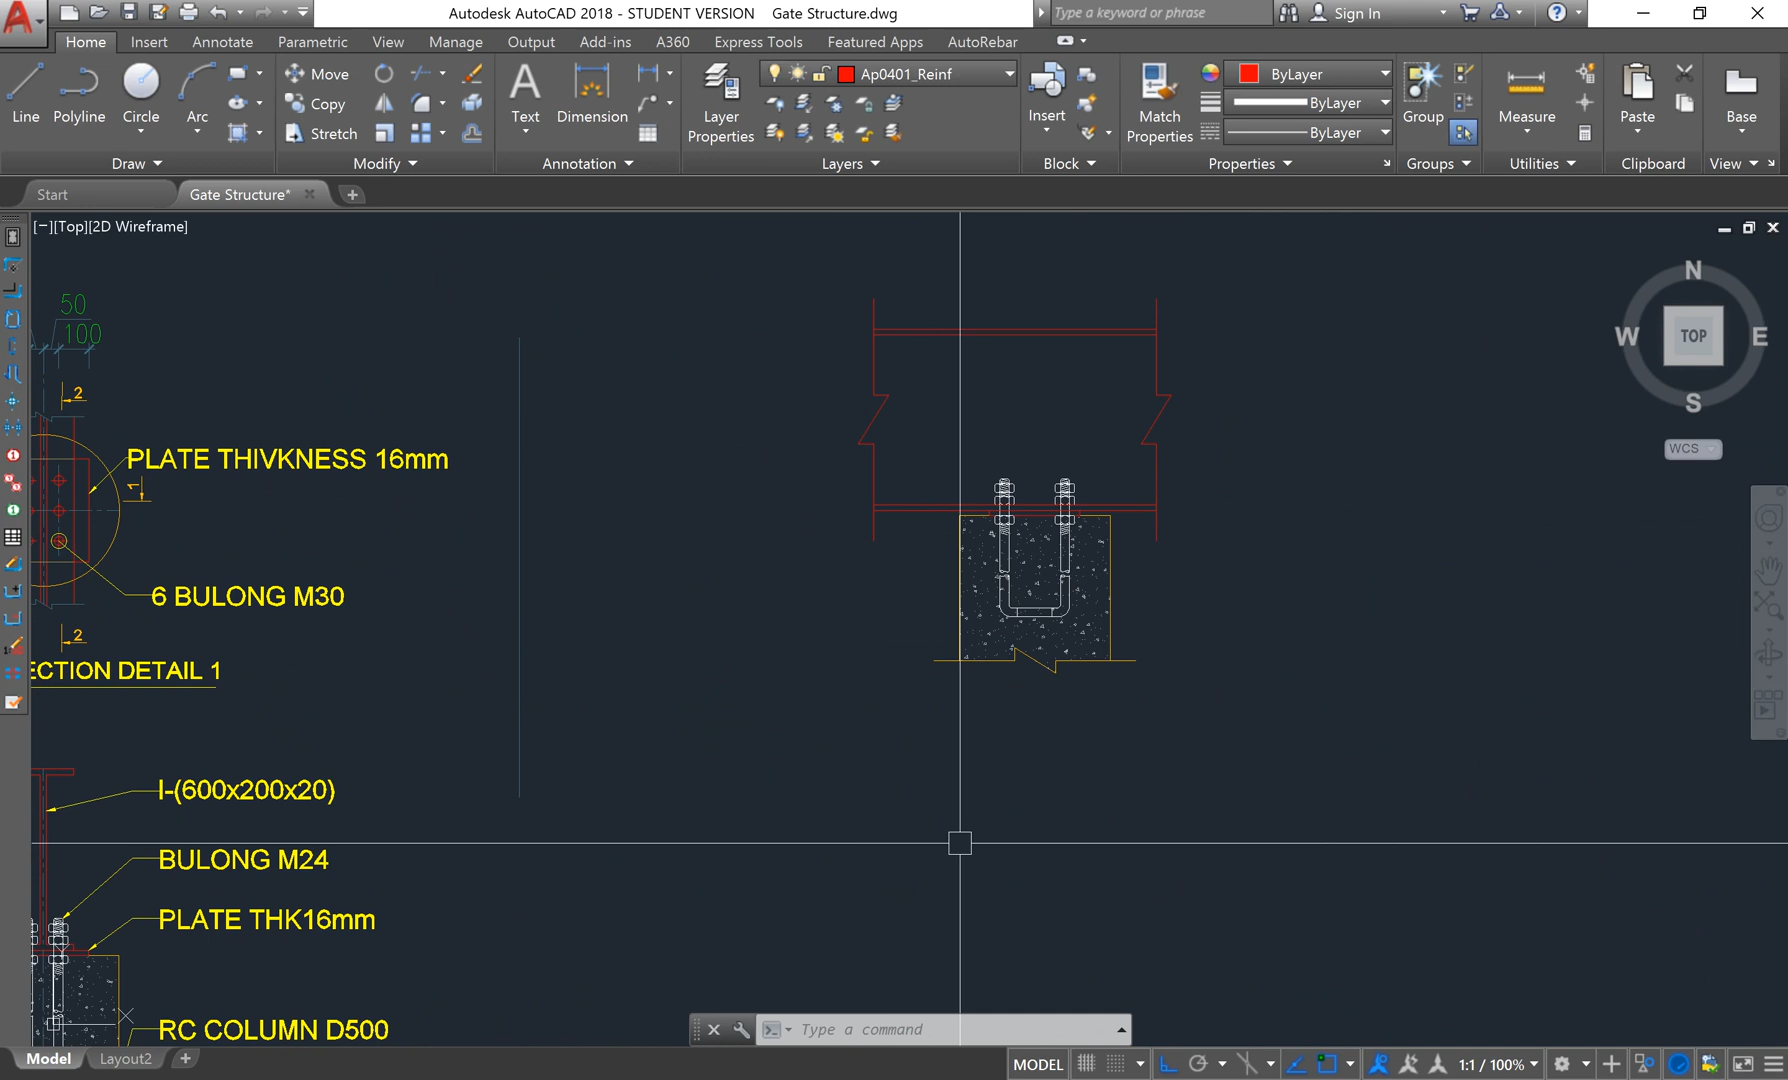 Autodesk AutoCAD 2018 - STUDENT VERSION Gate Structure.dwg
Type a keyword or phrase
Sign In
Home Insert Annotate Parametric View Manage Output Add-ins A360 Express Tools Featured Apps AutoRebar
Line Polyline Circle Arc
Move
Copy
Stretch
Text Dimension
Layer Properties
Ap0401_Reinf
Insert
Match Properties
ByLayer
ByLayer
ByLayer
Group
Measure
Paste
Base
Draw Modify Annotation Layers Block Properties Groups Utilities Clipboard View
Start Gate Structure*
[−][Top][2D Wireframe]
N
W TOP E
S
WCS
50
100
2
PLATE THIVKNESS 16mm
1
6 BULONG M30
2
ECTION DETAIL 1
I-(600x200x20)
BULONG M24
PLATE THK16mm
RC COLUMN D500
Type a command
Model Layout2
MODEL 1:1 / 100%